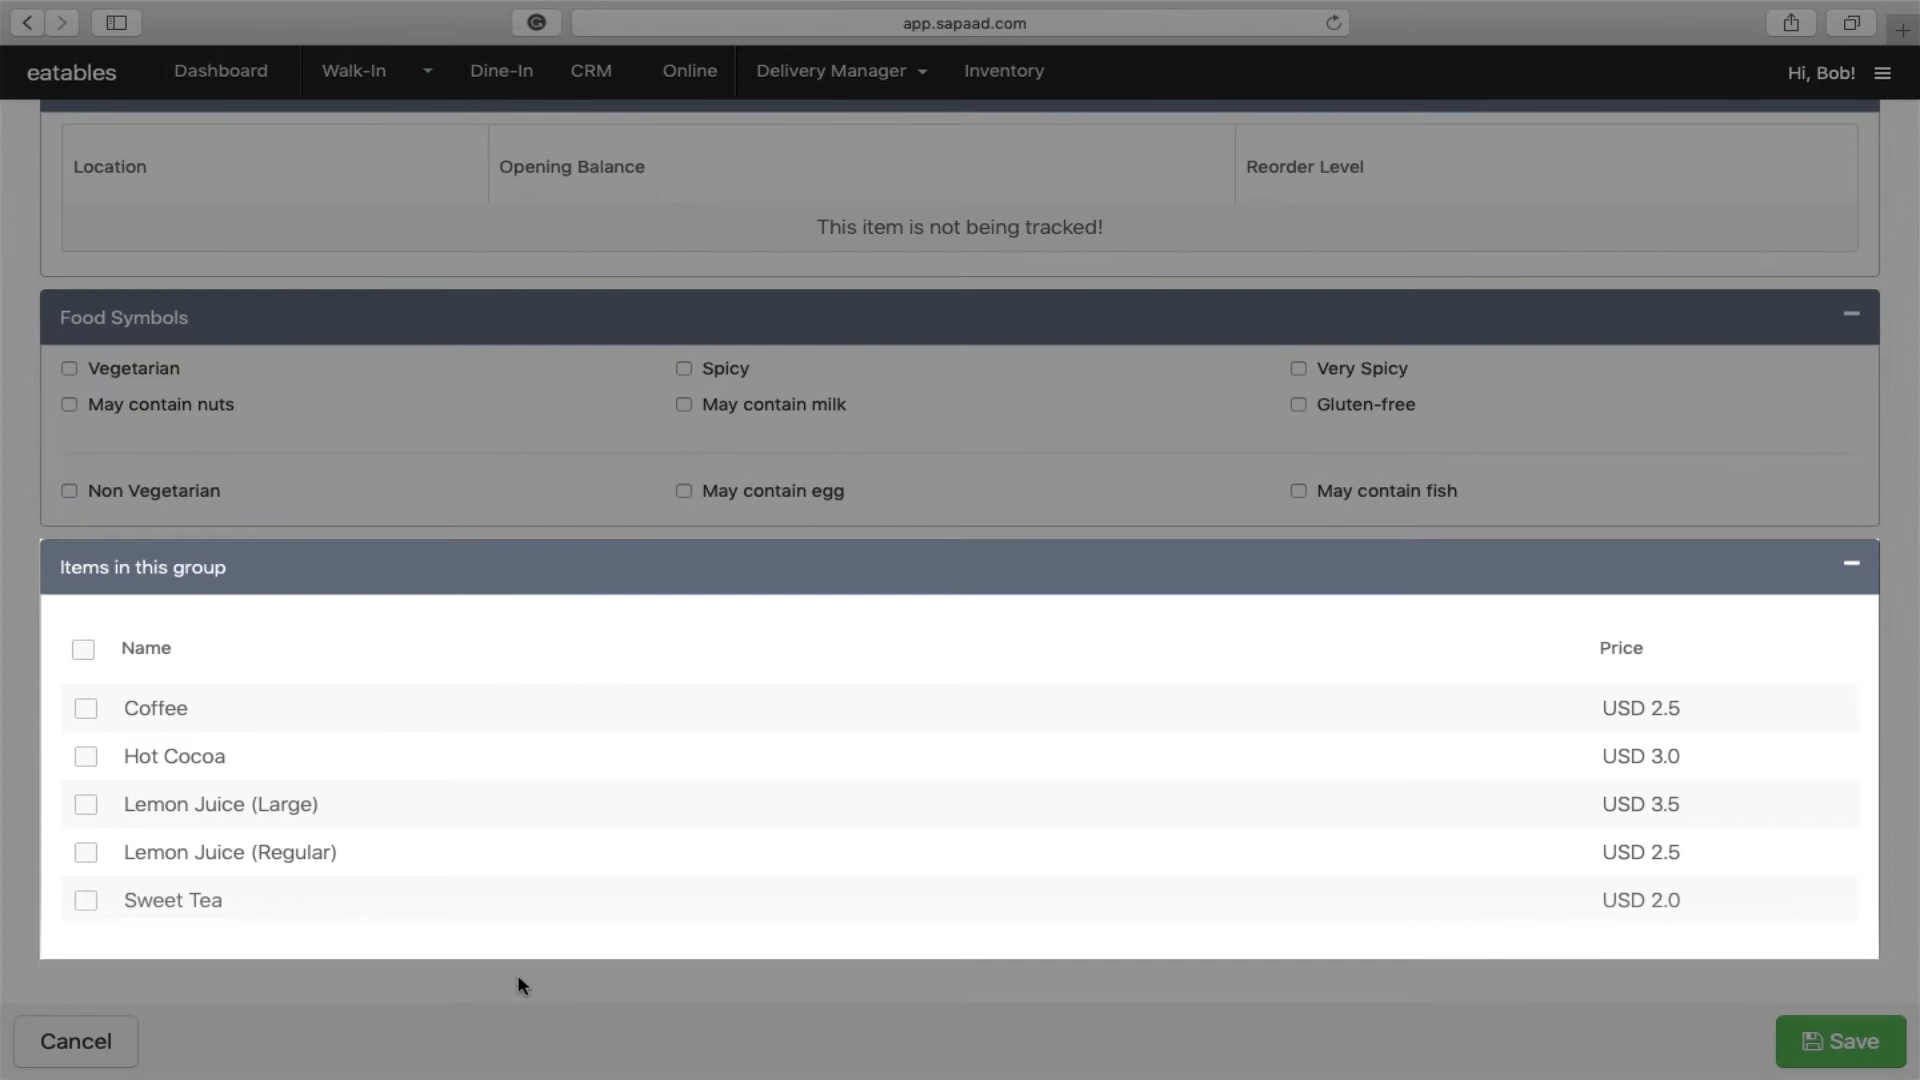 app.sapaad.com
eatables Dashboard Walk-In Dine-In CRM Online Delivery Manager Inventory Hi, Bob!
Location Opening Balance Reorder Level
This item is not being tracked!
Food Symbols
Vegetarian Spicy Very Spicy
May contain nuts May contain milk Gluten-free
Non Vegetarian May contain egg May contain fish
Items in this group
Name Price
Coffee USD 2.5
Hot Cocoa USD 3.0
Lemon Juice (Large) USD 3.5
Lemon Juice (Regular) USD 2.5
Sweet Tea USD 2.0
Cancel Save